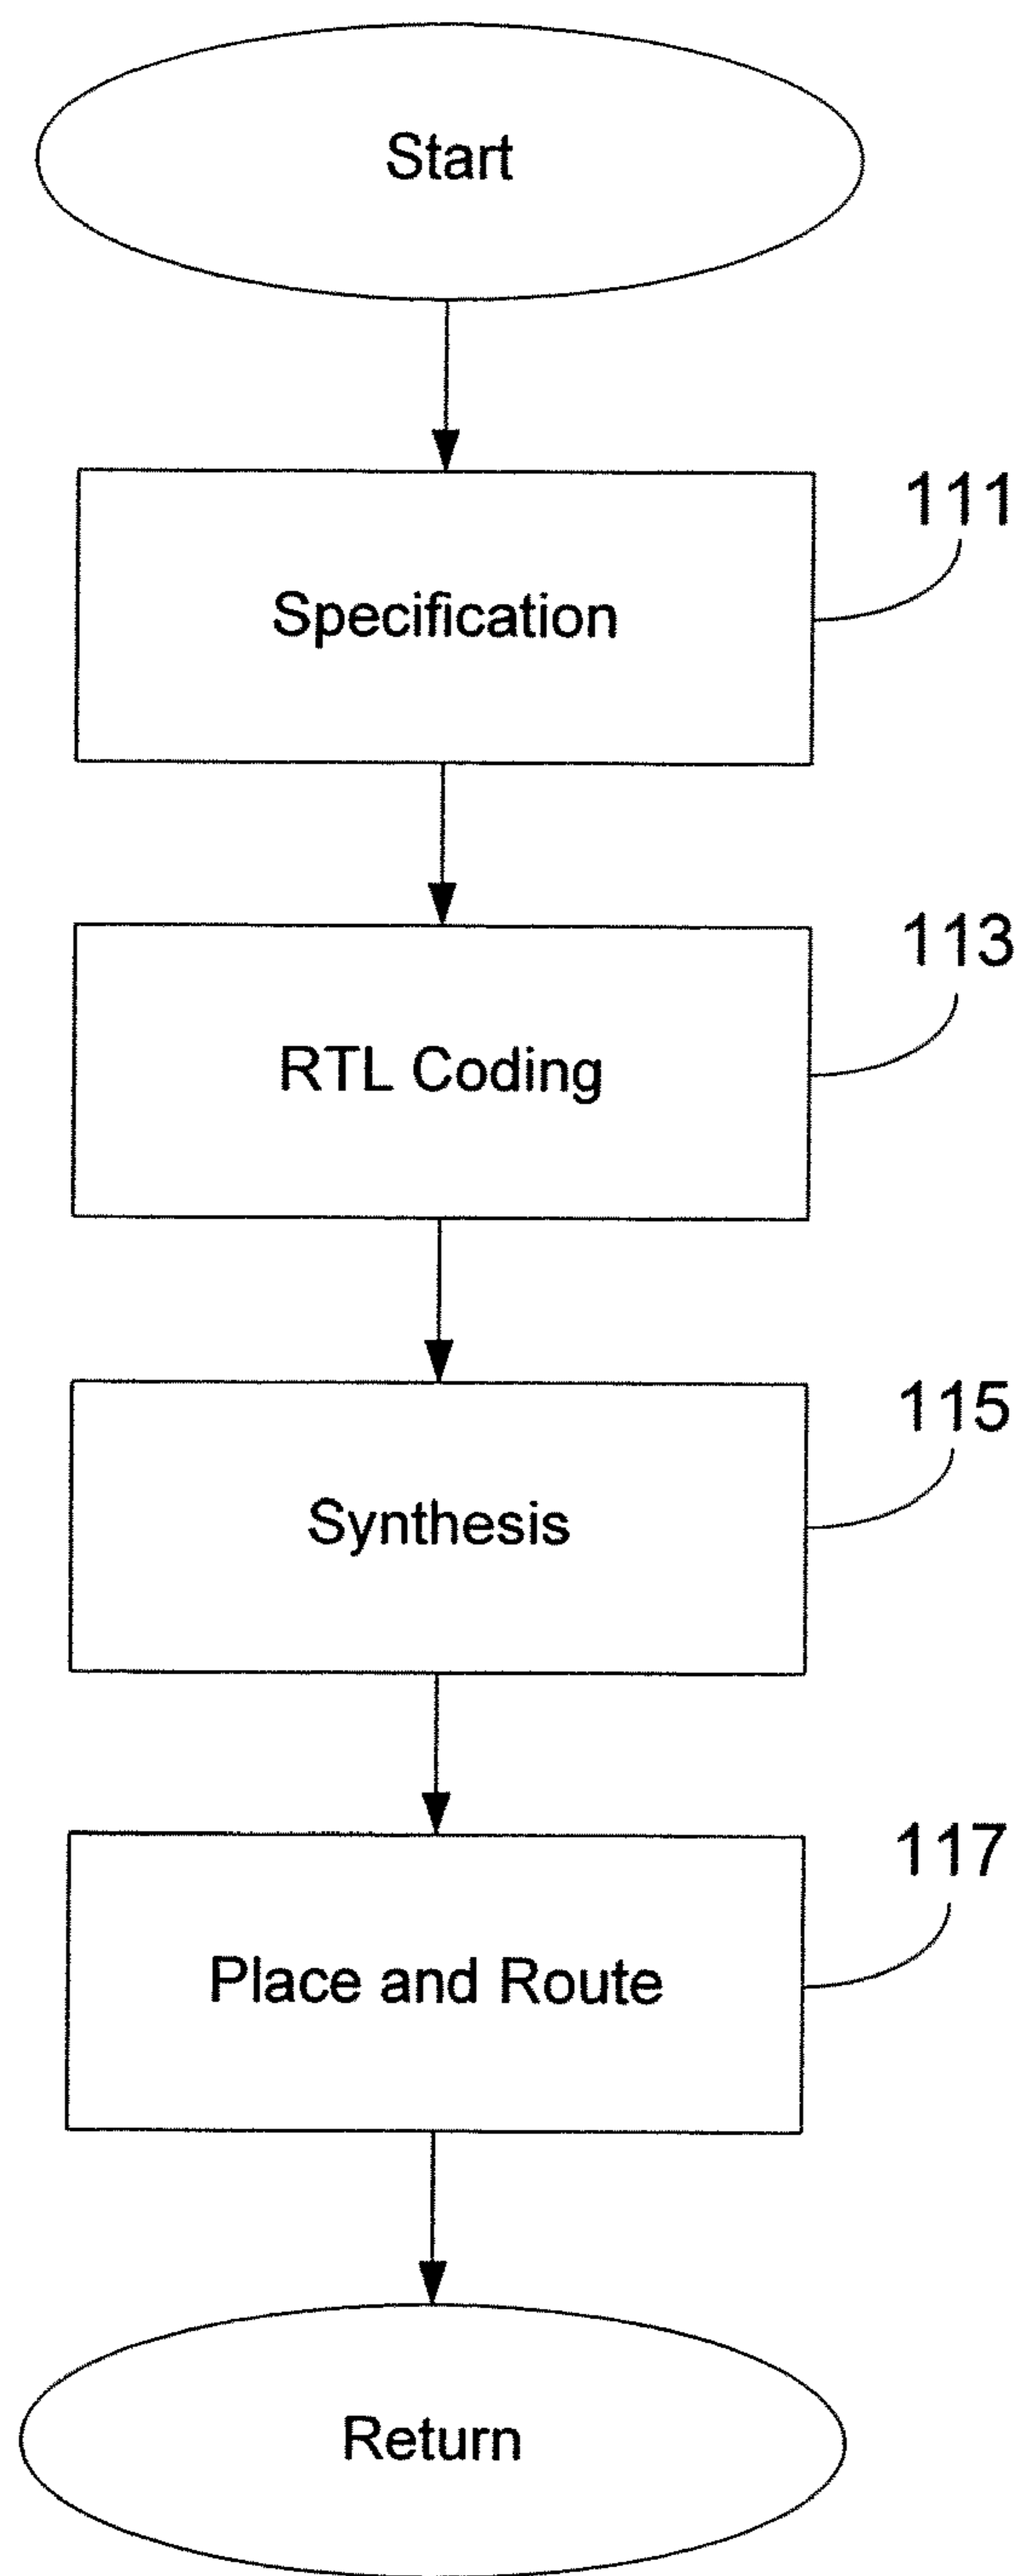 Start
111
Specification
113
RTL Coding
115
Synthesis
117
Place and Route
Return